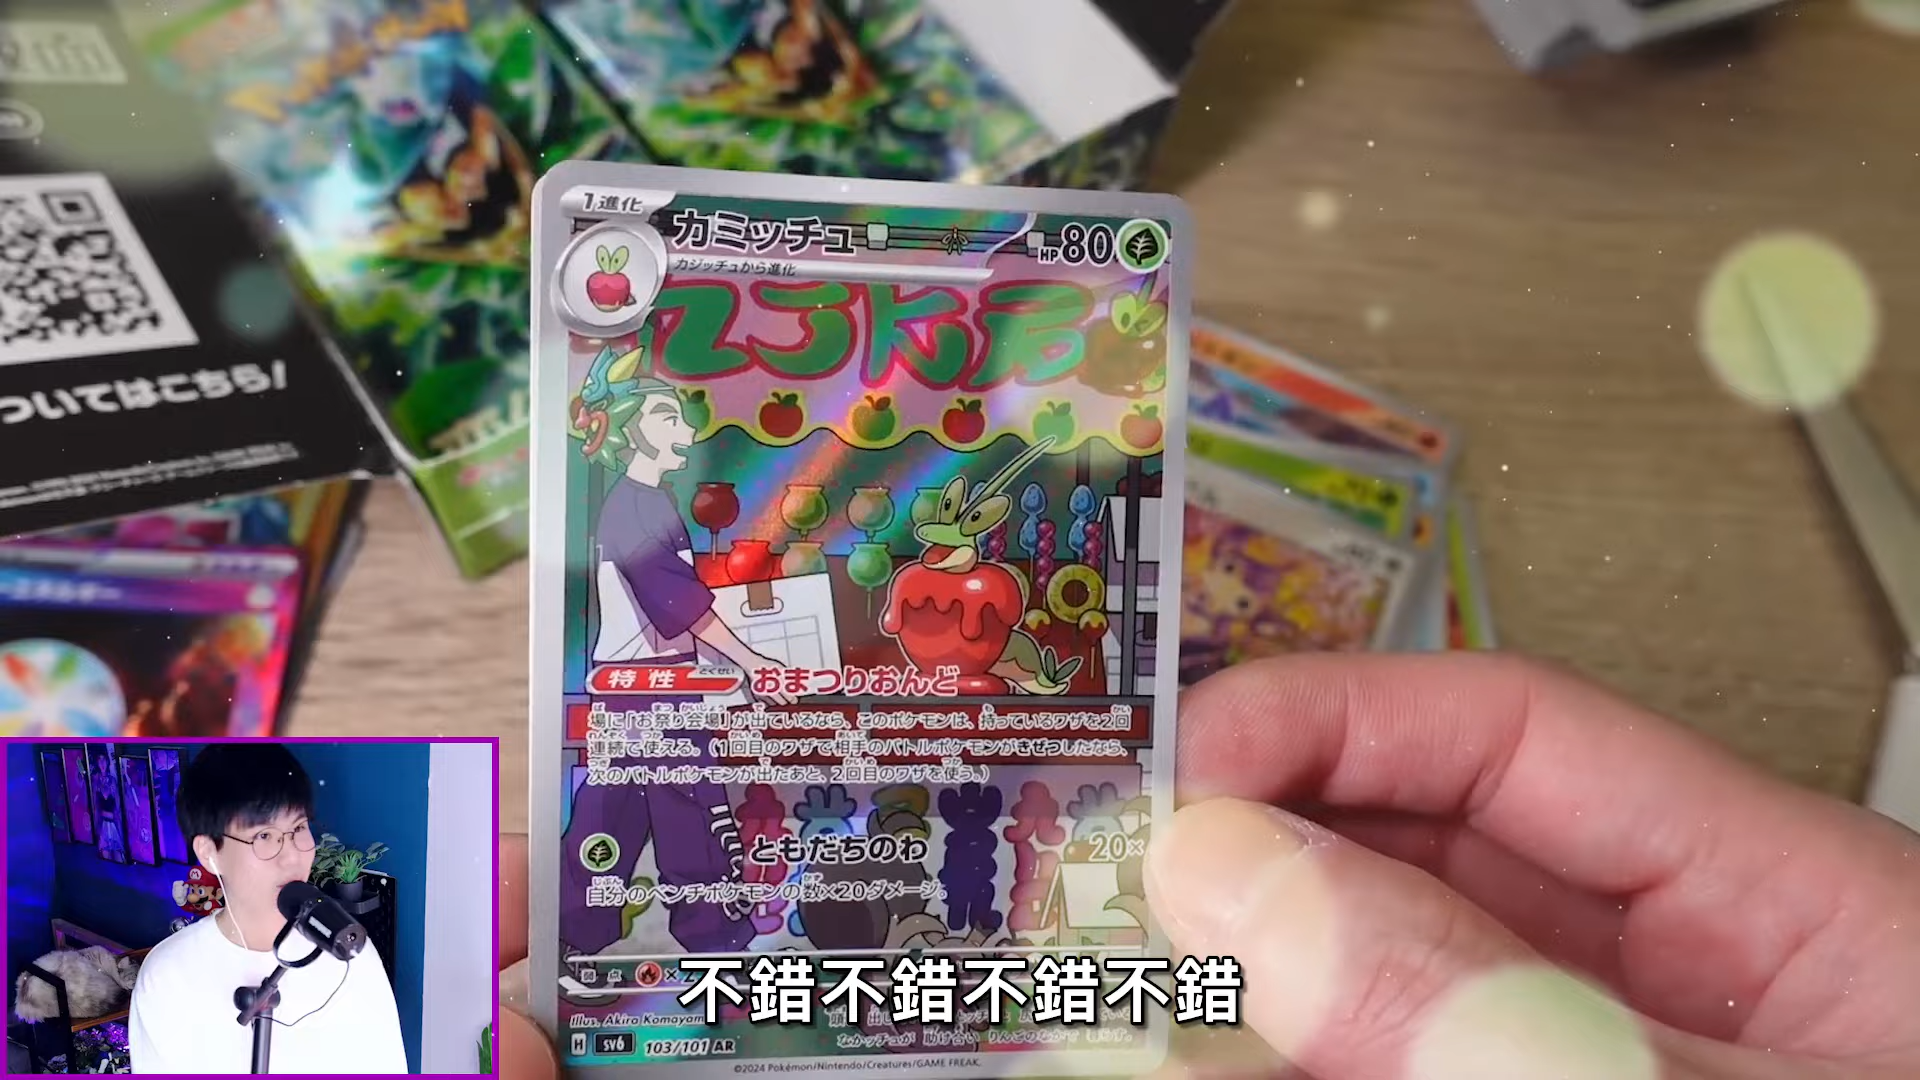 ついてはこちら!
1進化
カミッチュ
HP80
カジッチュから進化
特性
とくせい
おまつりおんど
場に「お祭り会場」が出ているなら、このポケモンは、持っているワザを2回
連続で使える。(1回目のワザで相手のバトルポケモンがきぜつしたなら、
次のバトルポケモンが出たあと、2回目のワザを使う。)
ともだちのわ
20×
自分のベンチポケモンの数×20ダメージ。
弱点
×2
不錯不錯不錯不錯
Illus. Akira Komayam
H SV6 103/101 AR
©2024 Pokémon/Nintendo/Creatures/GAME FREAK.